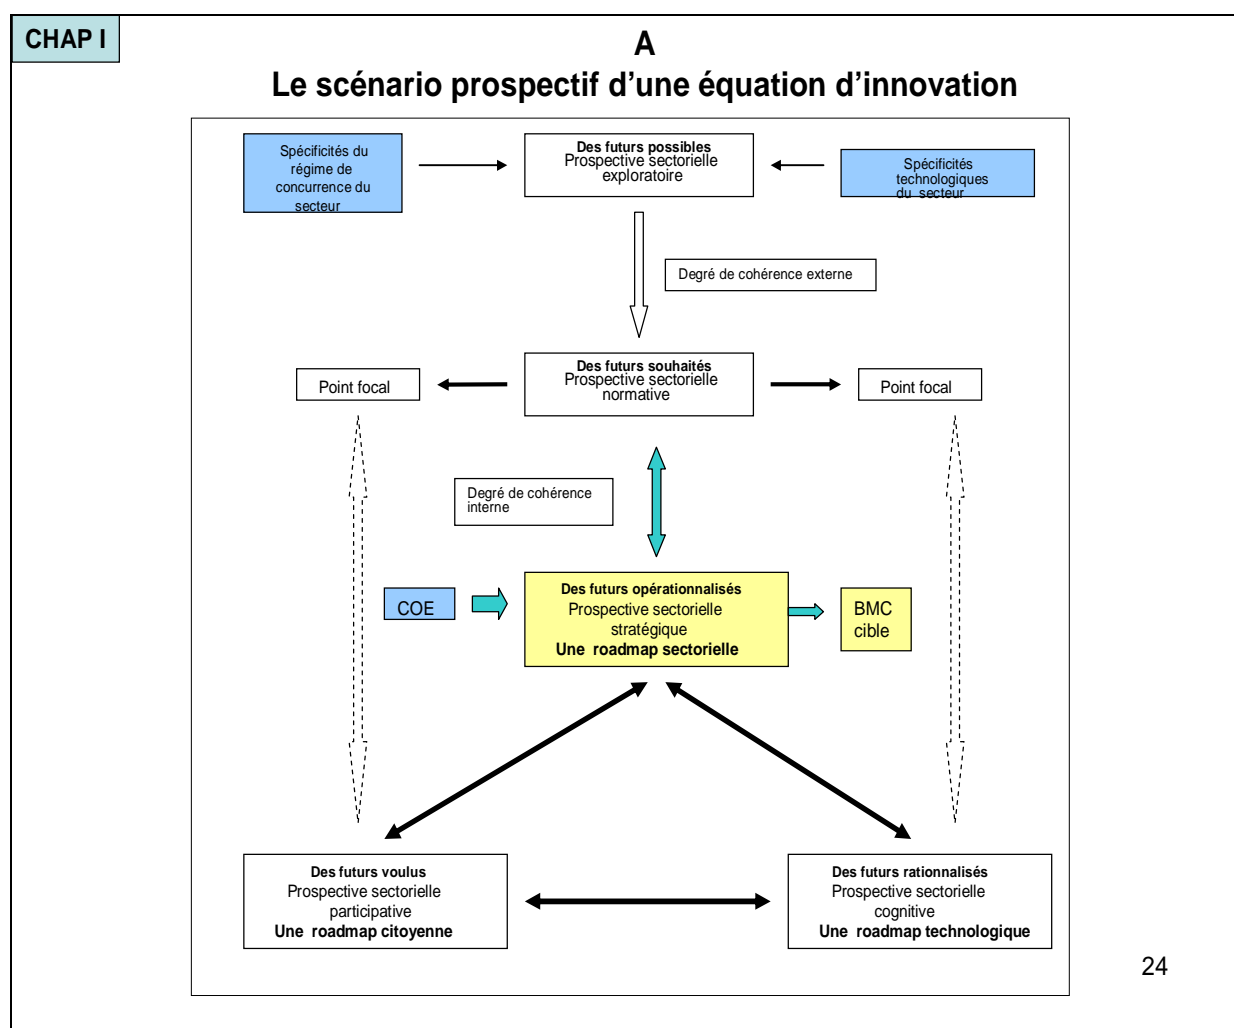 CHAP I
A
Le scénario prospectif d’une équation d’innovation
Spécificités du
régime de
concurrence du
secteur
Des futurs possibles
Prospective sectorielle
exploratoire
Spécificités
technologiques
du secteur
Degré de cohérence externe
Point focal
Des futurs souhaités
Prospective sectorielle
normative
Point focal
Degré de cohérence
interne
COE
Des futurs opérationnalisés
Prospective sectorielle
stratégique
Une roadmap sectorielle
BMC
cible
Des futurs voulus
Prospective sectorielle
participative
Une roadmap citoyenne
Des futurs rationnalisés
Prospective sectorielle
cognitive
Une roadmap technologique
24